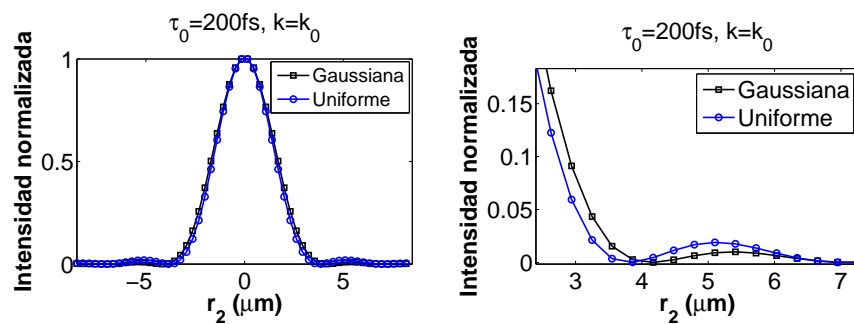 τ₀=200fs, k=k₀
Intensidad normalizada
1
0.5
0
Gaussiana
Uniforme
−5 0 5
r₂ (μm)
τ₀=200fs, k=k₀
Intensidad normalizada
0.15
0.1
0.05
0
Gaussiana
Uniforme
3 4 5 6 7
r₂ (μm)